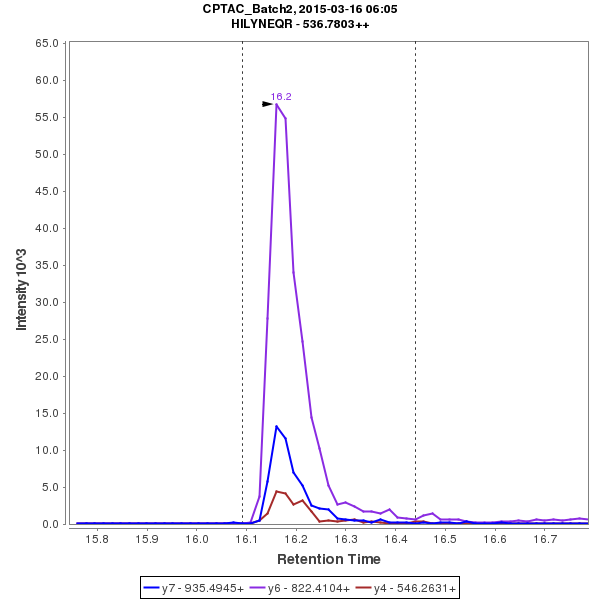 CPTAC_Batch2, 2015-03-16 06:05
HILYNEQR - 536.7803++
65.0
60.0
55.0
50.0
45.0
40.0
35.0
30.0
25.0
20.0
15.0
10.0
5.0
0.0
Intensity 10^3
16.2
15.8 15.9 16.0 16.1 16.2 16.3 16.4 16.5 16.6 16.7
Retention Time
y7 - 935.4945+ y6 - 822.4104+ y4 - 546.2631+